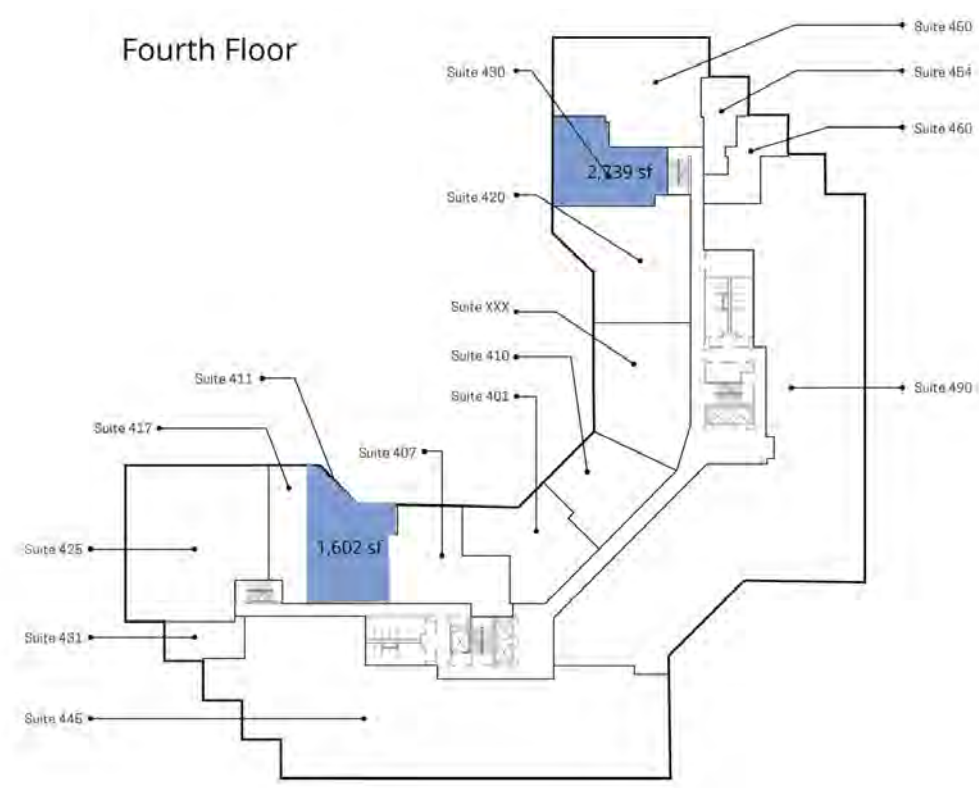 Fourth Floor
Suite 450
Suite 430
Suite 454
Suite 460
2,739 sf
Suite 420
Suite XXX
Suite 410
Suite 411
Suite 490
Suite 401
Suite 417
Suite 407
1,602 sf
Suite 425
Suite 431
Suite 445